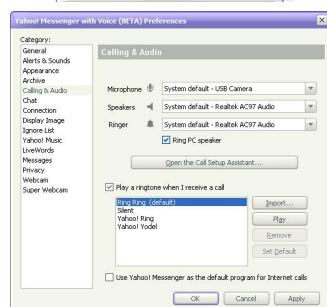 Yahoo! Messenger with Voice (BETA) Preferences
Category:
General
Alerts & Sounds
Appearance
Archive
Calling & Audio
Chat
Connection
Display Image
Ignore List
Yahoo! Music
LiveWords
Messages
Privacy
Webcam
Super Webcam
Calling & Audio
Microphone System default - USB Camera
Speakers System default - Realtek AC97 Audio
Ringer System default - Realtek AC97 Audio
Ring PC speaker
Open the Call Setup Assistant...
Play a ringtone when I receive a call
Ring Ring (default)
Silent
Yahoo! Ring
Yahoo! Yodel
Import...
Play
Remove
Set Default
Use Yahoo! Messenger as the default program for Internet calls
OK Cancel Apply